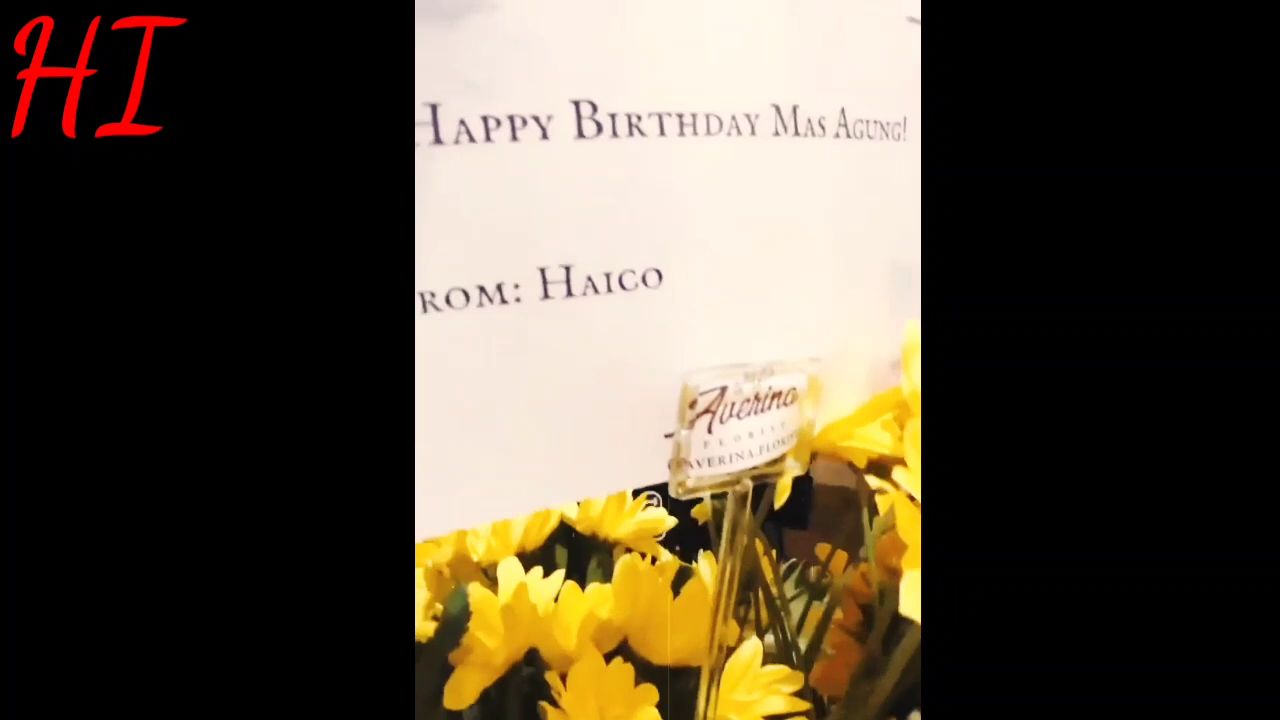 HI
HAPPY BIRTHDAY MAS AGUNG!
ROM: HAICO
Averina
FLORIST